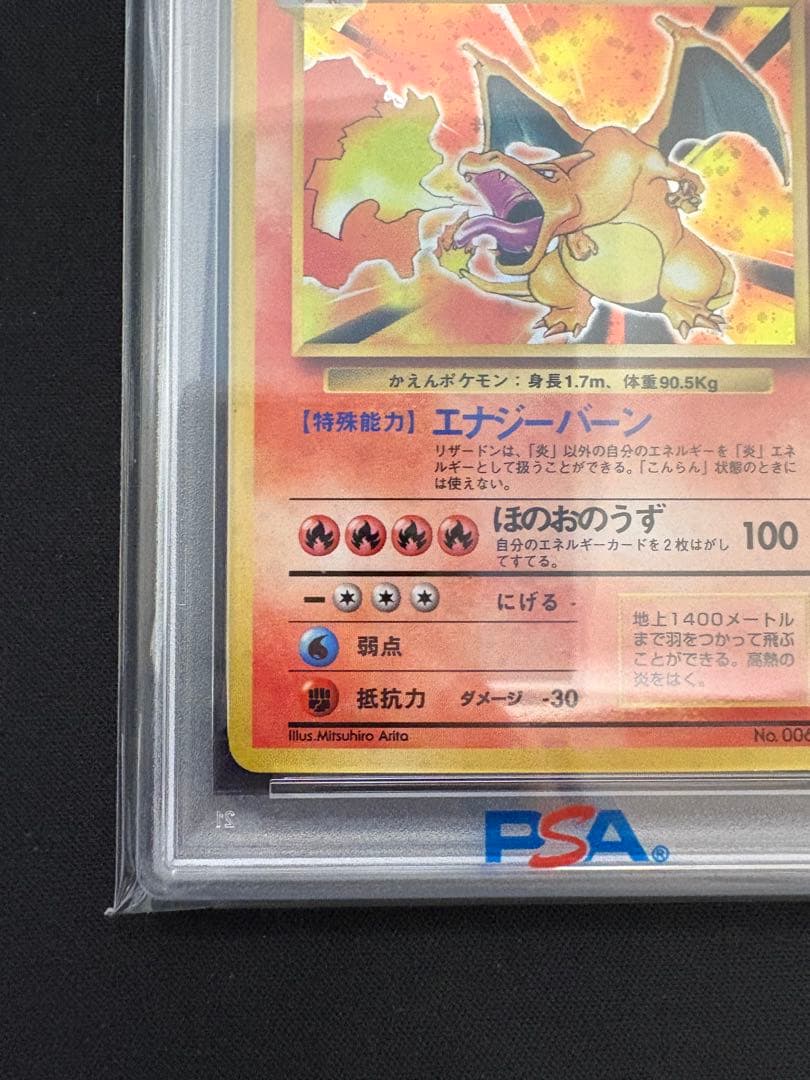 かえんポケモン：身長1.7m、体重90.5Kg
【特殊能力】エナジーバーン
リザードンは、「炎」以外の自分のエネルギーを「炎」エネ
ルギーとして扱うことができる。「こんらん」状態のときに
は使えない。
ほのおのうず 100
自分のエネルギーカードを2枚はがし
てすてる。
にげる -
弱点
抵抗力 ダメージ -30
地上1400メートル
まで羽をつかって飛ぶ
ことができる。高熱の
炎をはく。
Illus.Mitsuhiro Arita
No. 006
PSA®